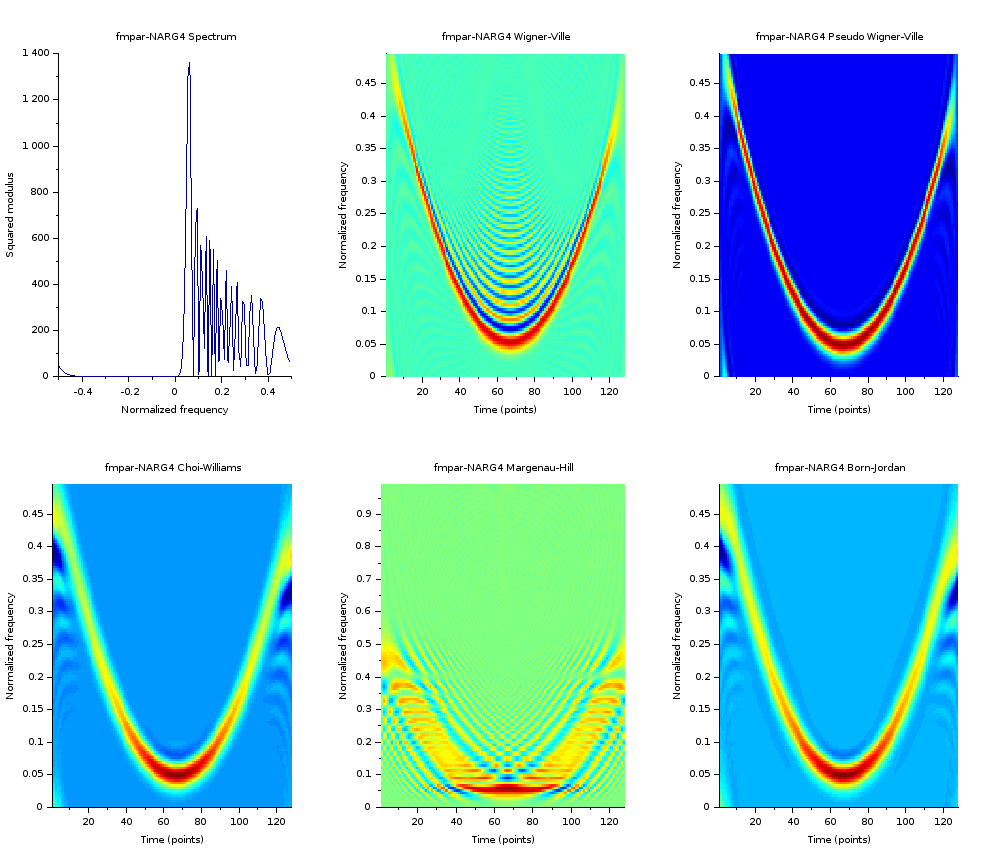 fmpar-NARG4 Spectrum
1 400
1 200
1 000
800
600
400
200
0
Squared modulus
-0.4 -0.2 0 0.2 0.4
Normalized frequency
fmpar-NARG4 Wigner-Ville
0.45
0.4
0.35
0.3
0.25
0.2
0.15
0.1
0.05
0
Normalized frequency
20 40 60 80 100 120
Time (points)
fmpar-NARG4 Pseudo Wigner-Ville
0.45
0.4
0.35
0.3
0.25
0.2
0.15
0.1
0.05
0
Normalized frequency
20 40 60 80 100 120
Time (points)
fmpar-NARG4 Choi-Williams
0.45
0.4
0.35
0.3
0.25
0.2
0.15
0.1
0.05
0
Normalized frequency
20 40 60 80 100 120
Time (points)
fmpar-NARG4 Margenau-Hill
0.9
0.8
0.7
0.6
0.5
0.4
0.3
0.2
0.1
0
Normalized frequency
20 40 60 80 100 120
Time (points)
fmpar-NARG4 Born-Jordan
0.45
0.4
0.35
0.3
0.25
0.2
0.15
0.1
0.05
0
Normalized frequency
20 40 60 80 100 120
Time (points)